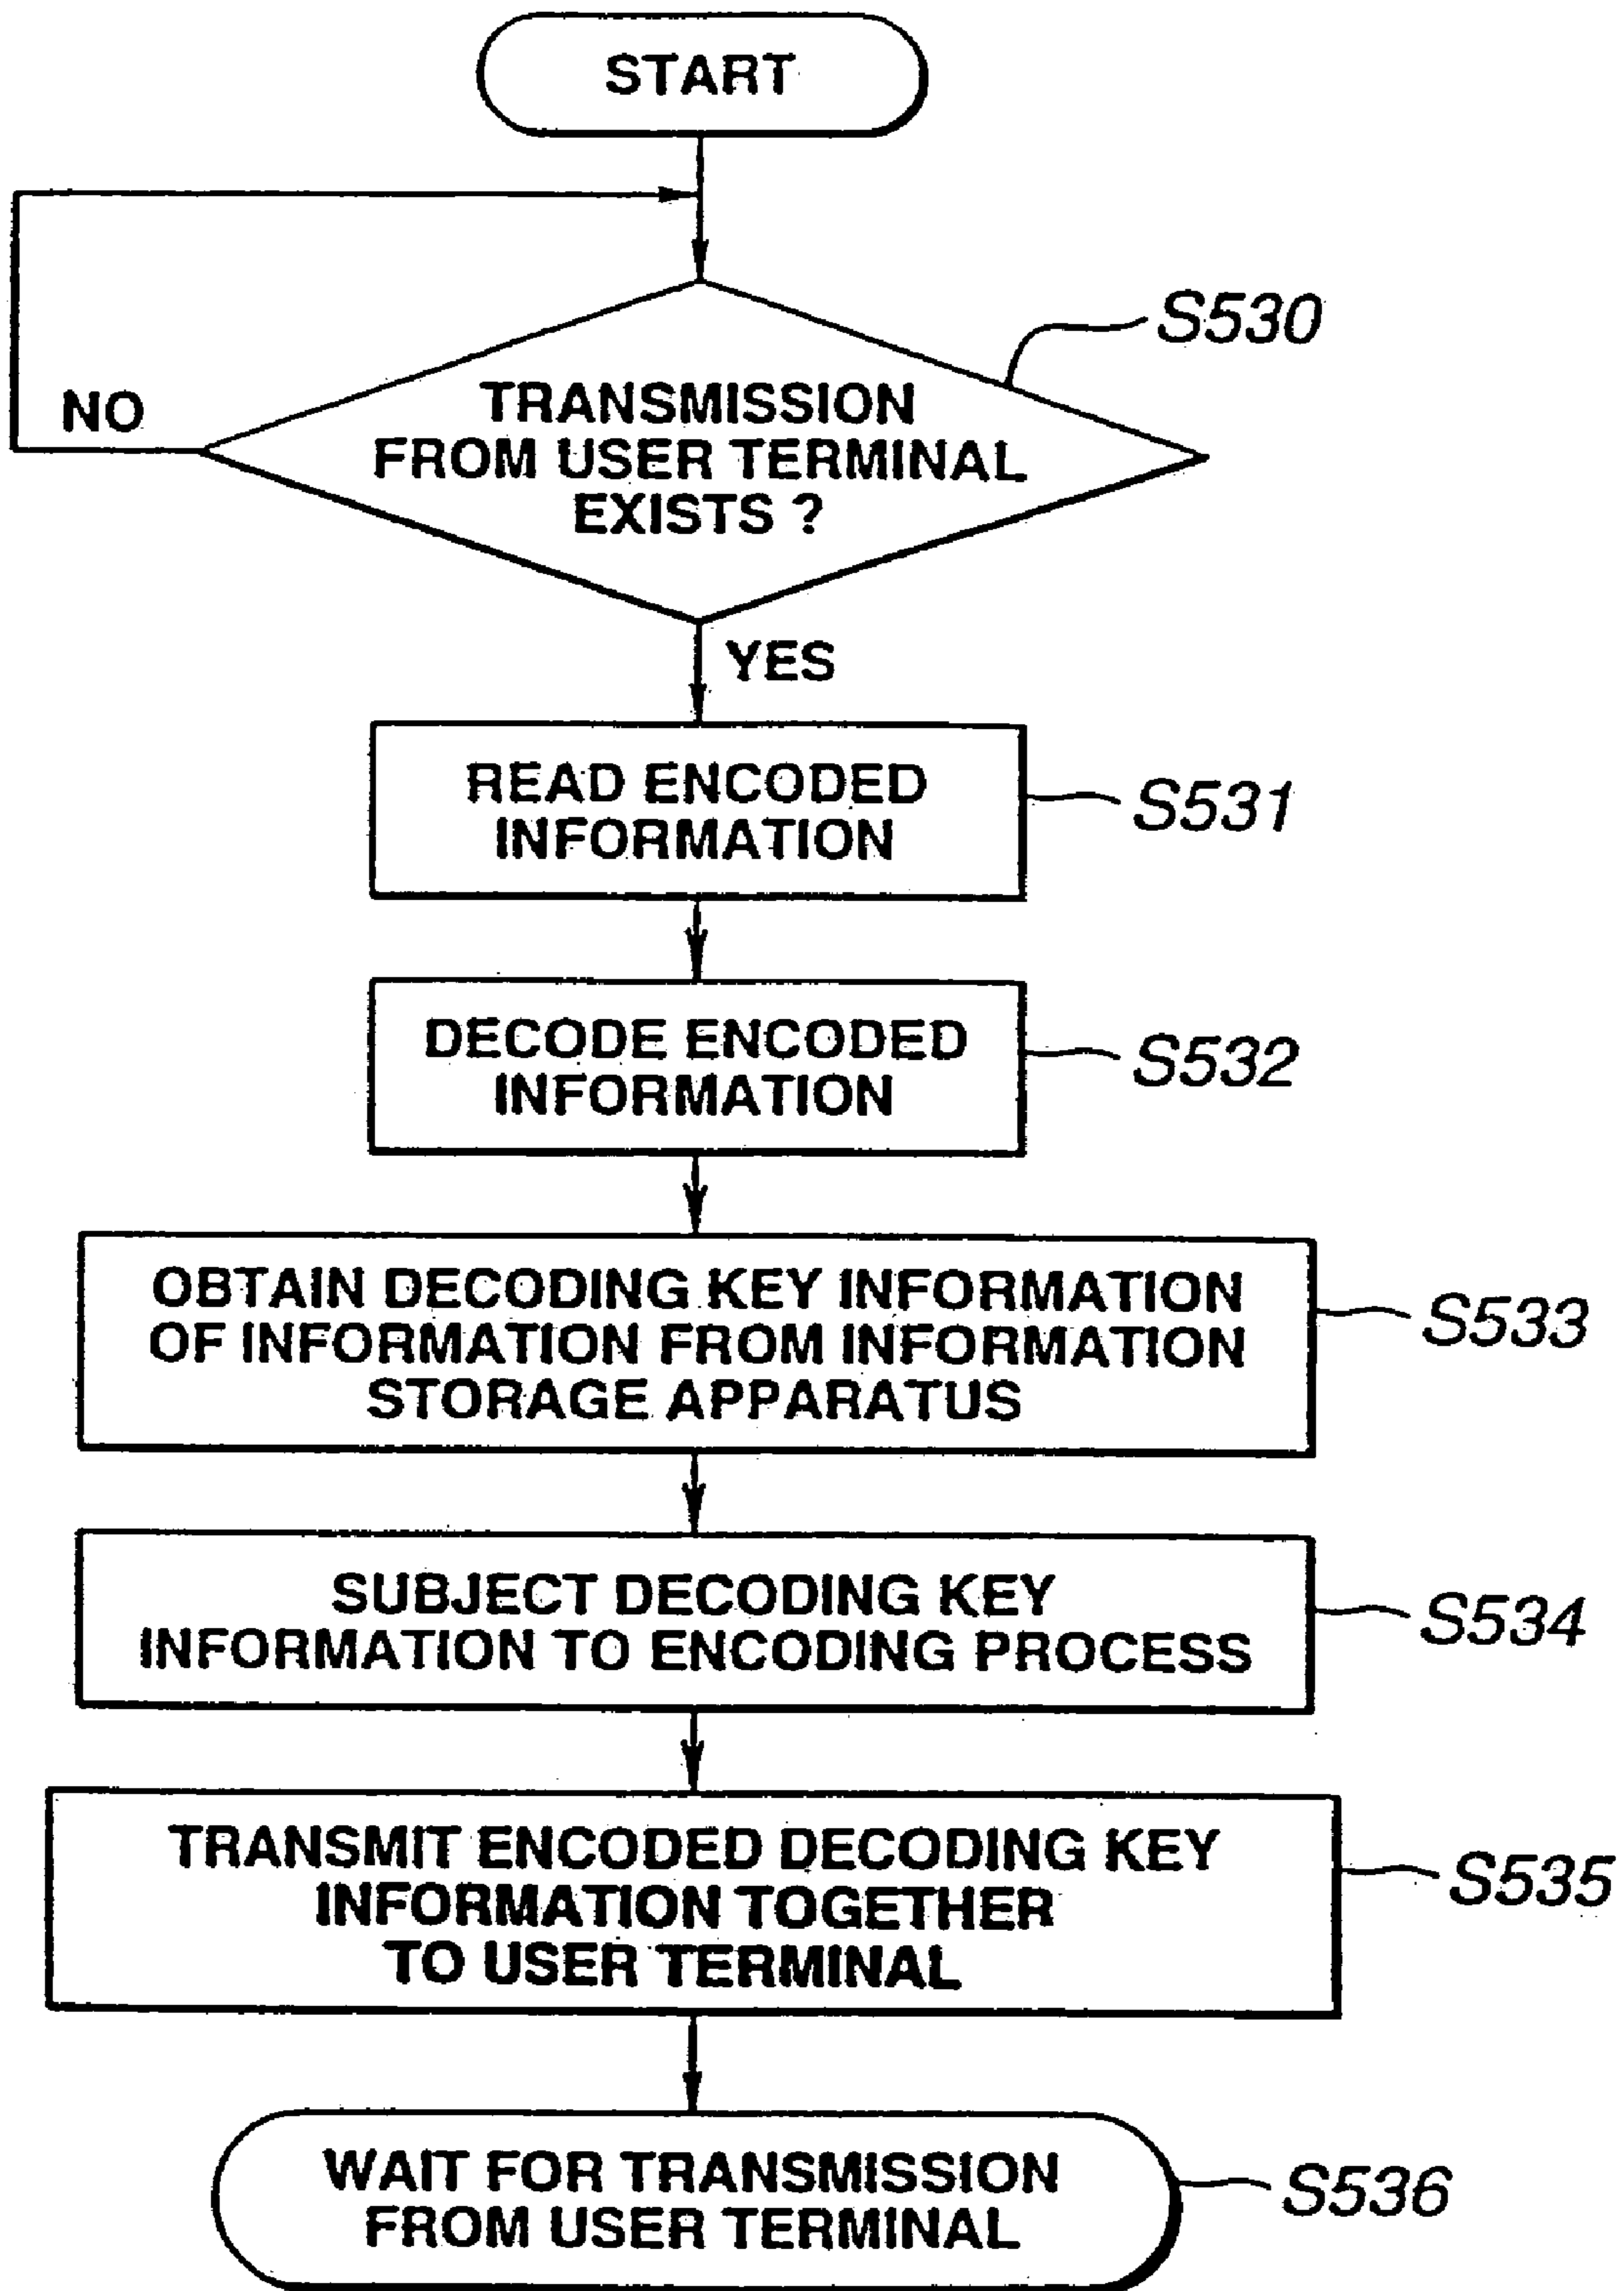 START
S530
TRANSMISSION
NO
FROM USER TERMINAL
EXISTS ?
YES
READ ENCODED
INFORMATION
S531
DECODE ENCODED
INFORMATION
S532
OBTAIN DECODING KEY INFORMATION
OF INFORMATION FROM INFORMATION
STORAGE APPARATUS
S533
SUBJECT DECODING KEY
INFORMATION TO ENCODING PROCESS
S534
TRANSMIT ENCODED DECODING KEY
INFORMATION TOGETHER
TO USER TERMINAL
S535
WAIT FOR TRANSMISSION
FROM USER TERMINAL
S536